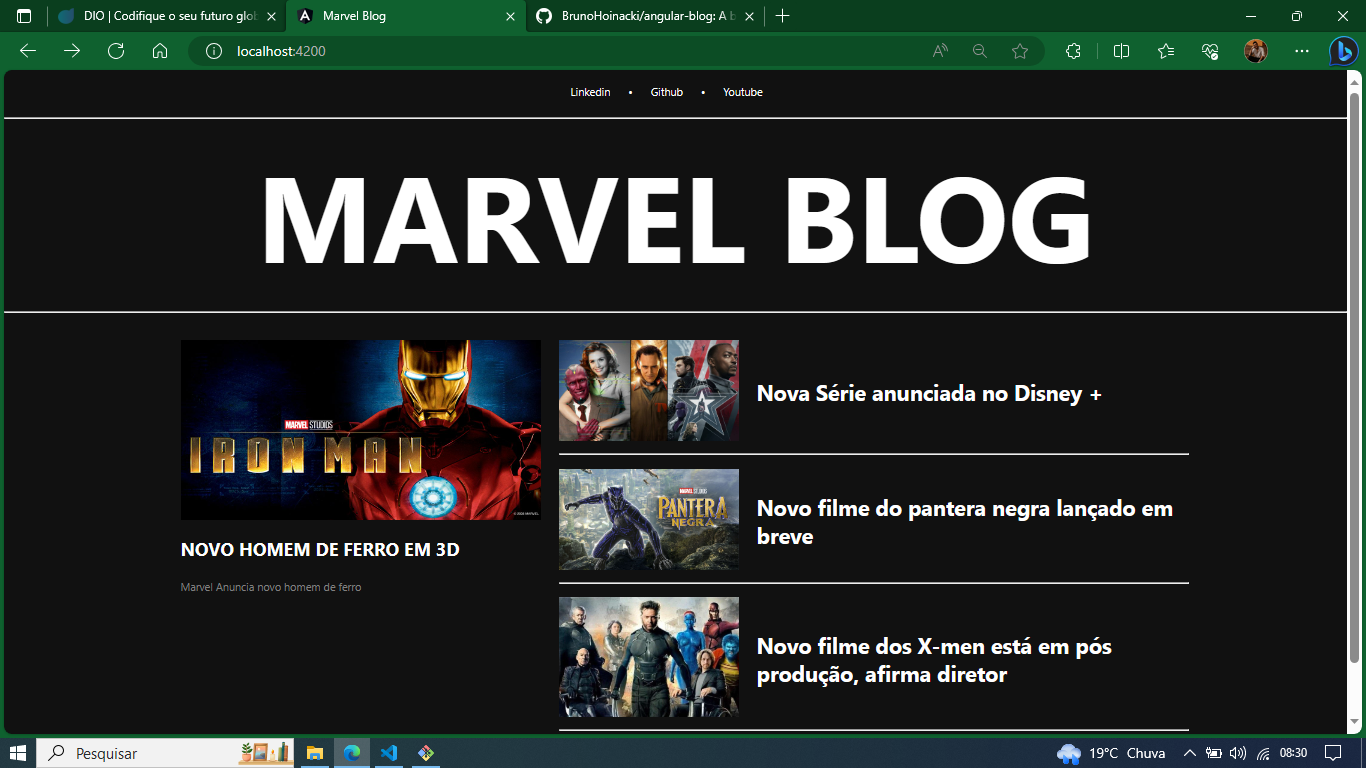 DIO | Codifique o seu futuro glob
Marvel Blog
BrunoHoinacki/angular-blog: A b
localhost:4200
Linkedin • Github • Youtube
MARVEL BLOG
MARVEL STUDIOS
IRON MAN
NOVO HOMEM DE FERRO EM 3D
Marvel Anuncia novo homem de ferro
Nova Série anunciada no Disney +
MARVEL STUDIOS
PANTERA
NEGRA
Novo filme do pantera negra lançado em
breve
Novo filme dos X-men está em pós
produção, afirma diretor
Pesquisar
19°C Chuva
08:30